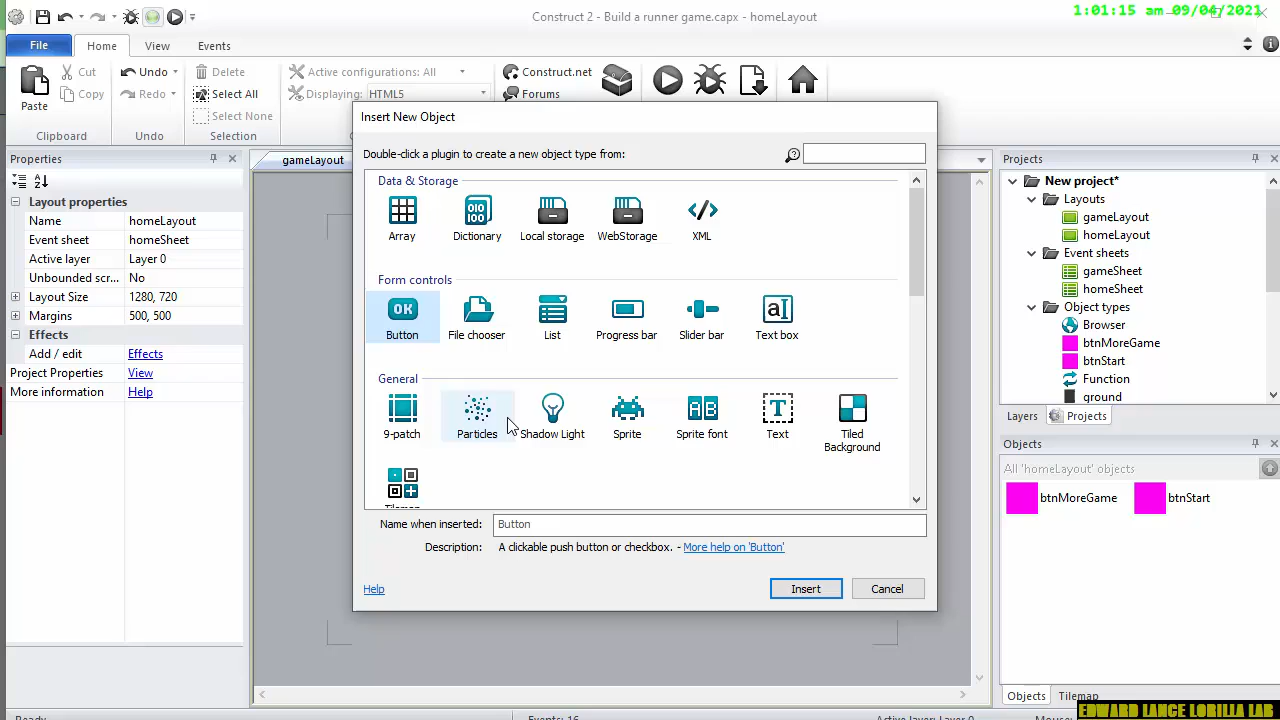 Construct 2 - Build a runner game.capx - homeLayout
1:01:15 am 09/04/2021
File
Home
View
Events
Paste
Cut
Copy
Clipboard
Undo
Redo
Undo
Delete
Select All
Select None
Selection
Active configurations: All
Displaying: HTML5
Construct.net
Forums
Properties
Layout properties
Name homeLayout
Event sheet homeSheet
Active layer Layer 0
Unbounded scr... No
Layout Size 1280, 720
Margins 500, 500
Effects
Add / edit Effects
Project Properties View
More information Help
gameLayout
Insert New Object
Double-click a plugin to create a new object type from:
Data & Storage
Array Dictionary Local storage WebStorage XML
Form controls
OK
Button File chooser List Progress bar Slider bar Text box
General
9-patch Particles Shadow Light Sprite Sprite font Text Tiled Background
Name when inserted: Button
Description: A clickable push button or checkbox. - More help on 'Button'
Help
Insert
Cancel
Projects
New project*
Layouts
gameLayout
homeLayout
Event sheets
gameSheet
homeSheet
Object types
Browser
btnMoreGame
btnStart
Function
ground
Layers
Projects
Objects
All 'homeLayout' objects
btnMoreGame
btnStart
Objects
Tilemap
EDWARD LANCE LORILLA LAB